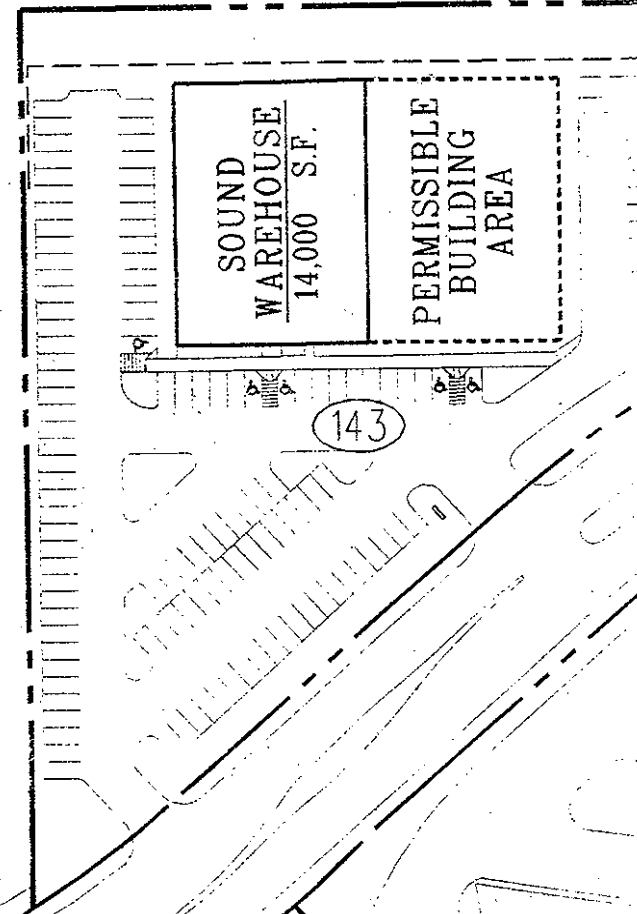 SOUND
WAREHOUSE
14,000 S.F.
PERMISSIBLE
BUILDING
AREA
143